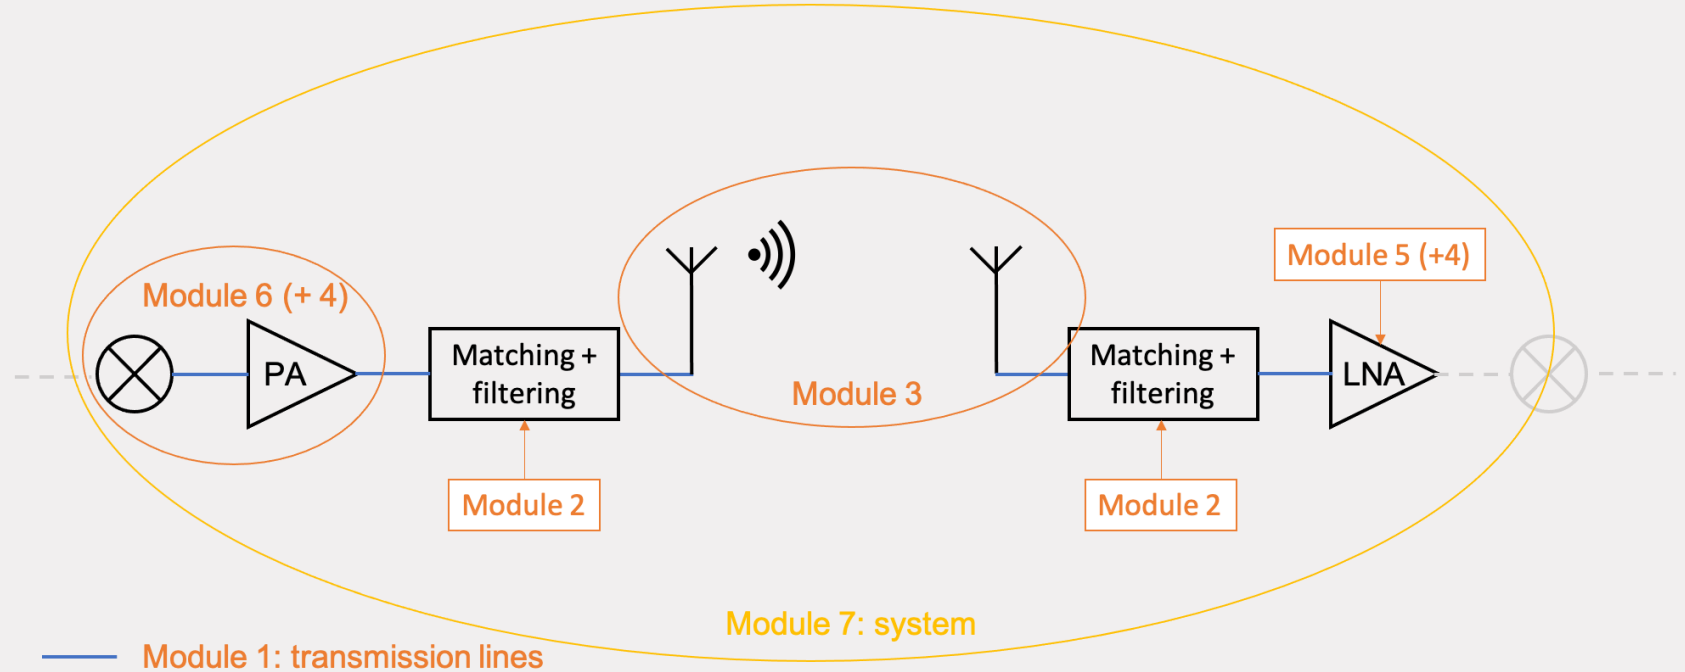 Module 6 (+ 4)
PA
Matching +
filtering
Module 2
Module 3
Matching +
filtering
Module 2
Module 5 (+4)
LNA
Module 7: system
Module 1: transmission lines